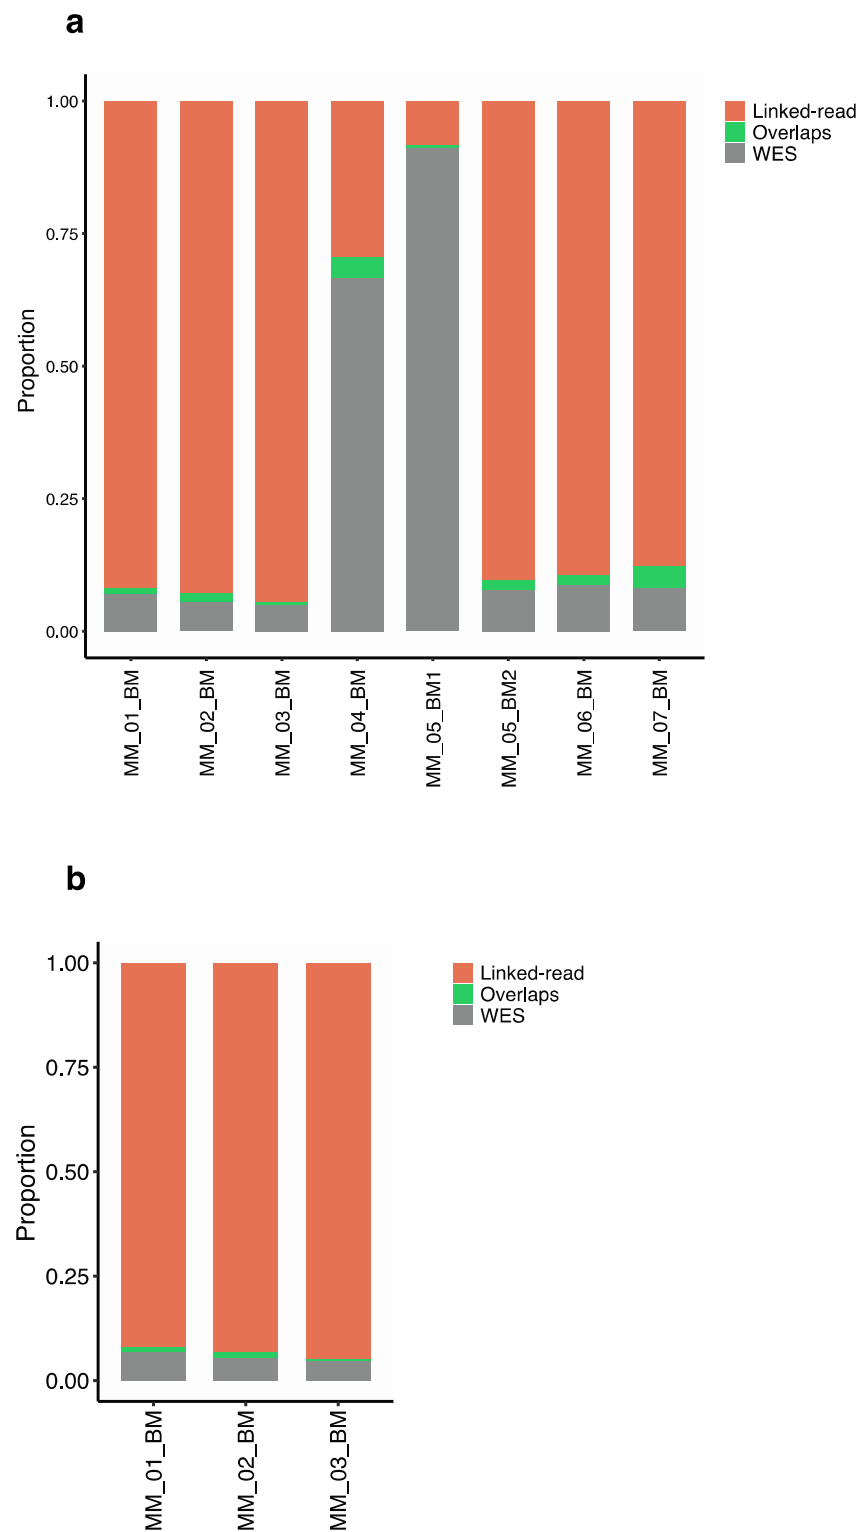 a
1.00
0.75
0.50
0.25
0.00
Proportion
MM_01_BM
MM_02_BM
MM_03_BM
MM_04_BM
MM_05_BM1
MM_05_BM2
MM_06_BM
MM_07_BM
Linked-read
Overlaps
WES
b
1.00
0.75
0.50
0.25
0.00
Proportion
MM_01_BM
MM_02_BM
MM_03_BM
Linked-read
Overlaps
WES